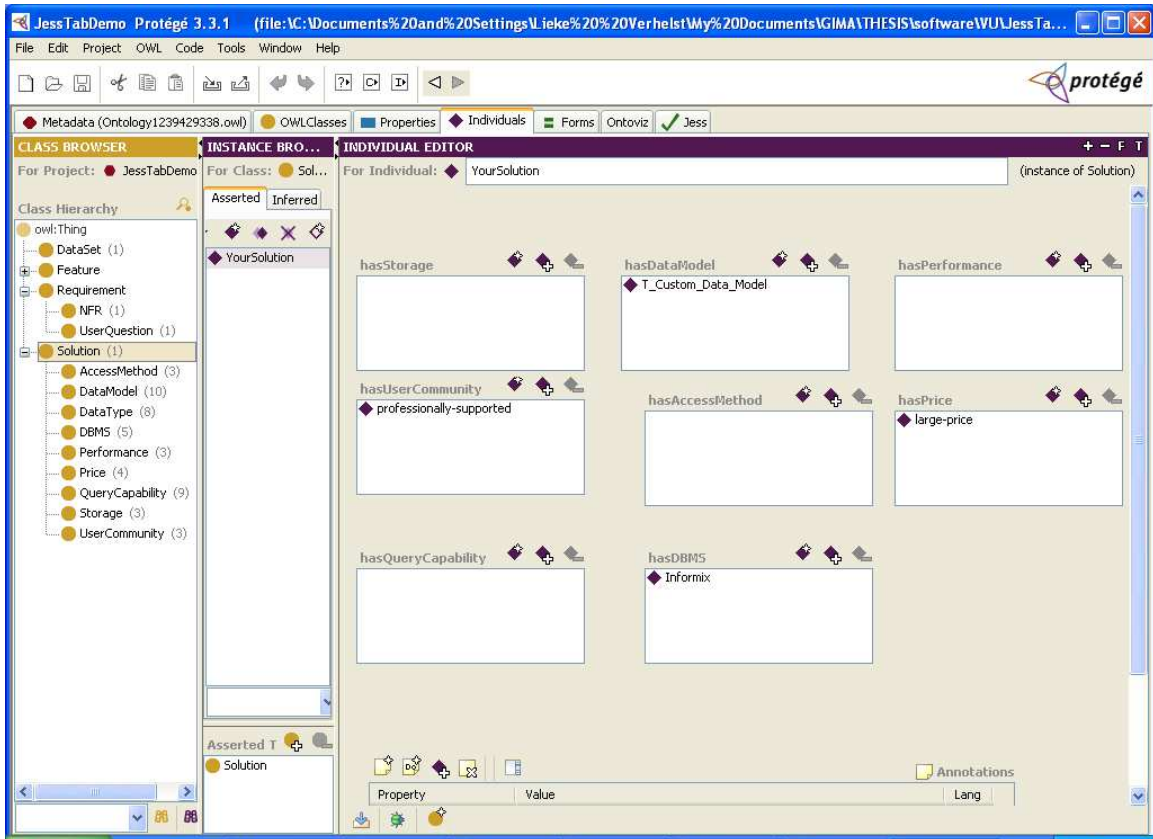 JessTabDemo Protégé 3.3.1 (file:\C:\Documents%20and%20Settings\Lieke%20%20Verhelst\My%20Documents\GIMA\THESIS\software\VU\JessTa...
File Edit Project OWL Code Tools Window Help
protégé
Metadata (Ontology1239429338.owl) OWLClasses Properties Individuals Forms Ontoviz Jess
CLASS BROWSER
For Project: JessTabDemo
Class Hierarchy
owl:Thing
DataSet (1)
Feature
Requirement
NFR (1)
UserQuestion (1)
Solution (1)
AccessMethod (3)
DataModel (10)
DataType (8)
DBMS (5)
Performance (3)
Price (4)
QueryCapability (9)
Storage (3)
UserCommunity (3)
INSTANCE BRO...
For Class: Sol...
Asserted Inferred
YourSolution
Asserted T
Solution
INDIVIDUAL EDITOR + − F T
For Individual: YourSolution (instance of Solution)
hasStorage
hasDataModel
T_Custom_Data_Model
hasPerformance
hasUserCommunity
professionally-supported
hasAccessMethod
hasPrice
large-price
hasQueryCapability
hasDBMS
Informix
Annotations
Property Value Lang